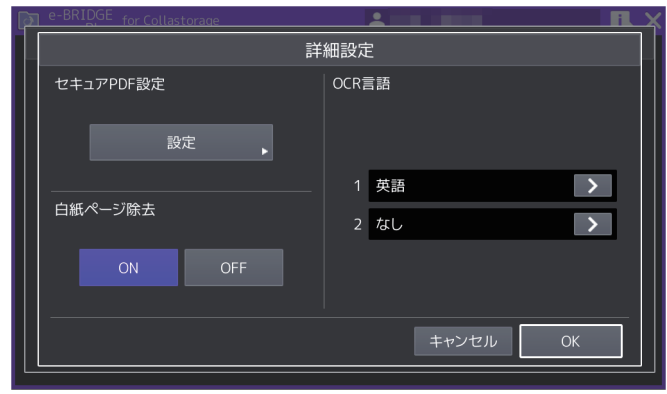 e-BRIDGE
for Collastorage
詳細設定
セキュアPDF設定
設定
白紙ページ除去
ON
OFF
OCR言語
1 英語
2 なし
キャンセル
OK